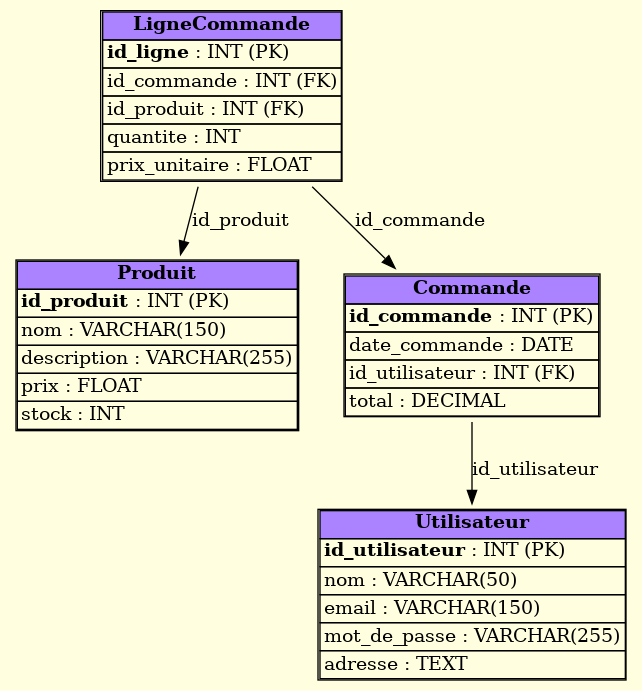 LigneCommande
id_ligne : INT (PK)
id_commande : INT (FK)
id_produit : INT (FK)
quantite : INT
prix_unitaire : FLOAT
id_produit
id_commande
Produit
id_produit : INT (PK)
nom : VARCHAR(150)
description : VARCHAR(255)
prix : FLOAT
stock : INT
Commande
id_commande : INT (PK)
date_commande : DATE
id_utilisateur : INT (FK)
total : DECIMAL
id_utilisateur
Utilisateur
id_utilisateur : INT (PK)
nom : VARCHAR(50)
email : VARCHAR(150)
mot_de_passe : VARCHAR(255)
adresse : TEXT